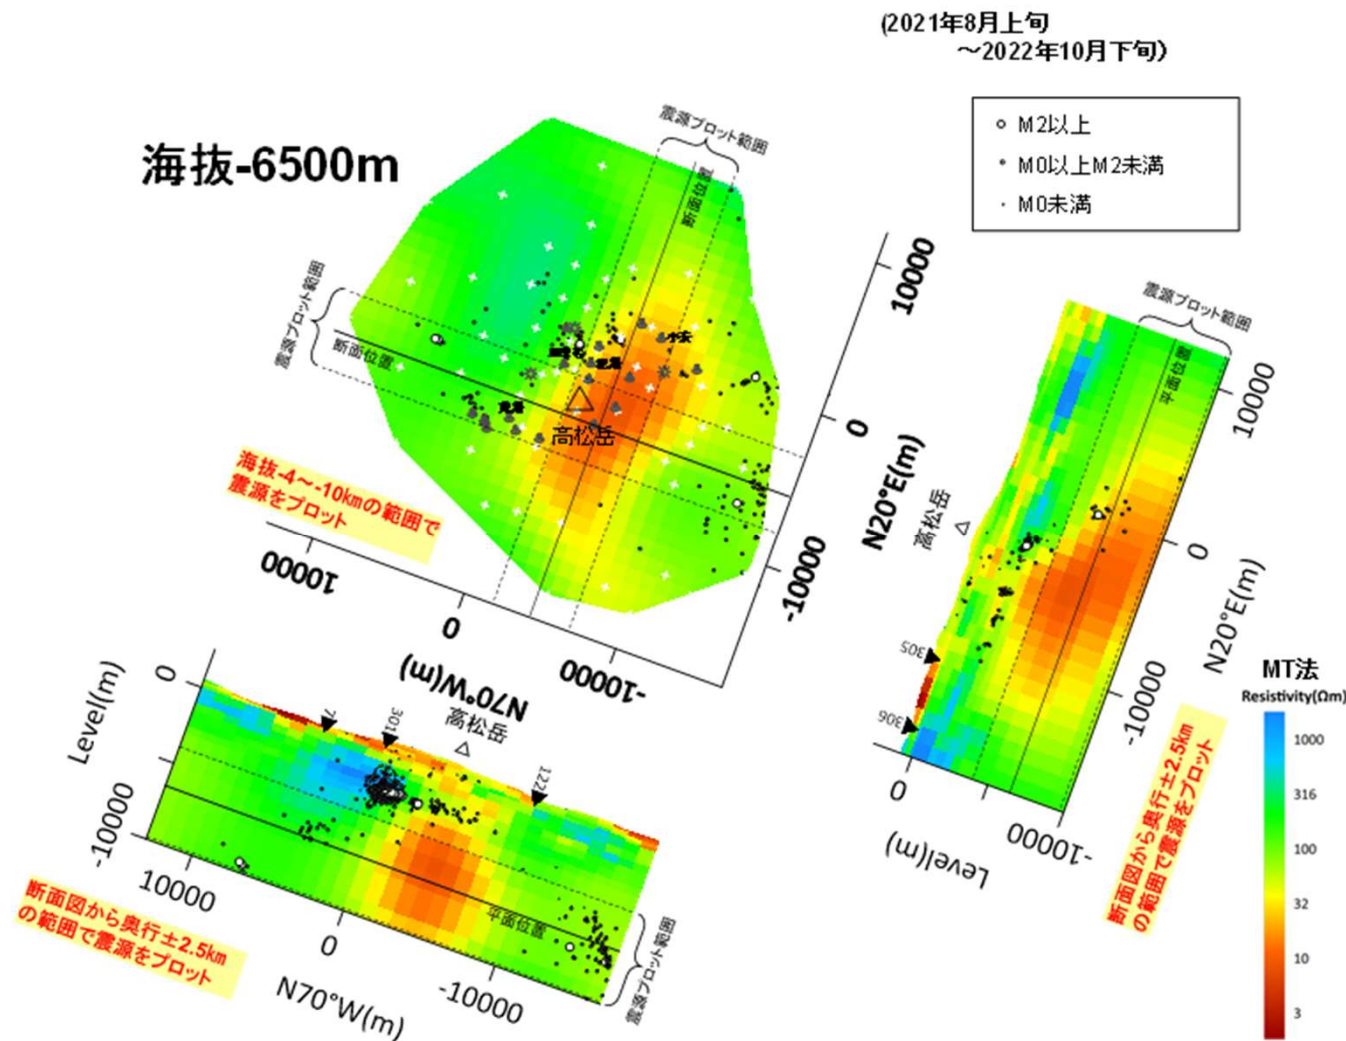 (2021年8月上旬
～2022年10月下旬)
M2以上
M0以上M2未満
M0未満
海抜-6500m
震源プロット範囲
断面位置
震源プロット範囲
断面位置
高松岳
海抜-4～-10kmの範囲で
震源をプロット
10000
0
-10000
N70°W(m)
10000
0
-10000
N20°E(m)
震源プロット範囲
平面位置
高松岳
305
306
10000
0
-10000
N20°E(m)
0
-10000
Level(m)
断面図から奥行±2.5km
の範囲で震源をプロット
MT法
Resistivity(Ωm)
1000
316
100
32
10
3
Level(m)
0
-10000
301
高松岳
122
平面位置
震源プロット範囲
10000
0
-10000
N70°W(m)
断面図から奥行±2.5km
の範囲で震源をプロット